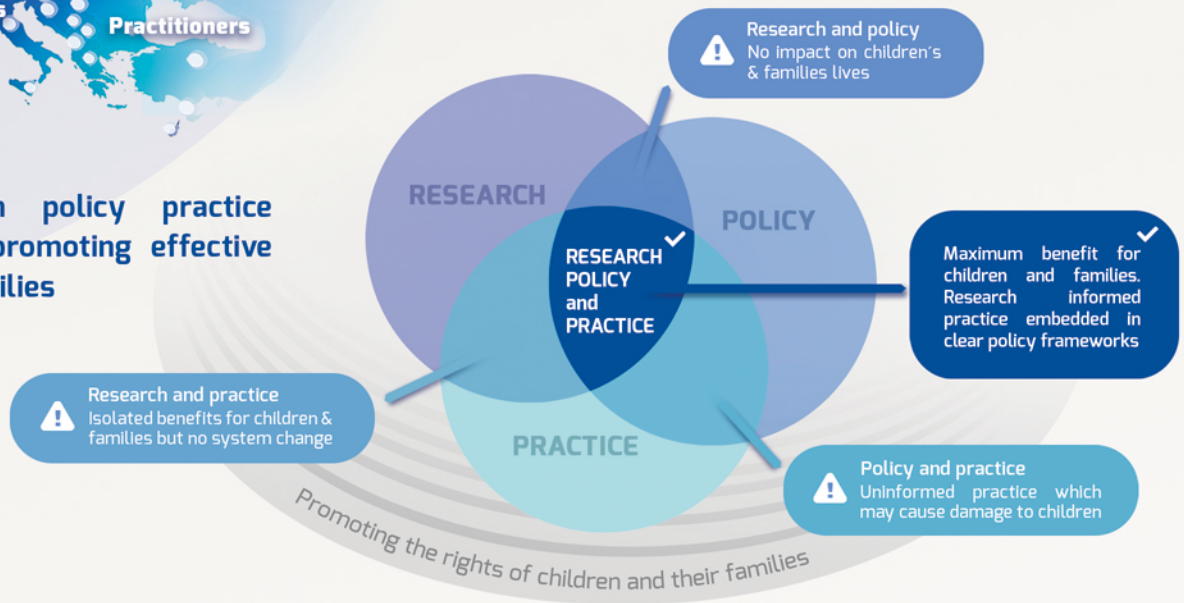 Practitioners
policy practice
promoting effective
Research and policy
No impact on children´s
& families lives
RESEARCH
POLICY
RESEARCH
POLICY
and
PRACTICE
Maximum benefit for
children and families.
Research informed
practice embedded in
clear policy frameworks
Research and practice
Isolated benefits for children &
families but no system change
PRACTICE
Policy and practice
Uninformed practice which
may cause damage to children
Promoting the rights of children and their families